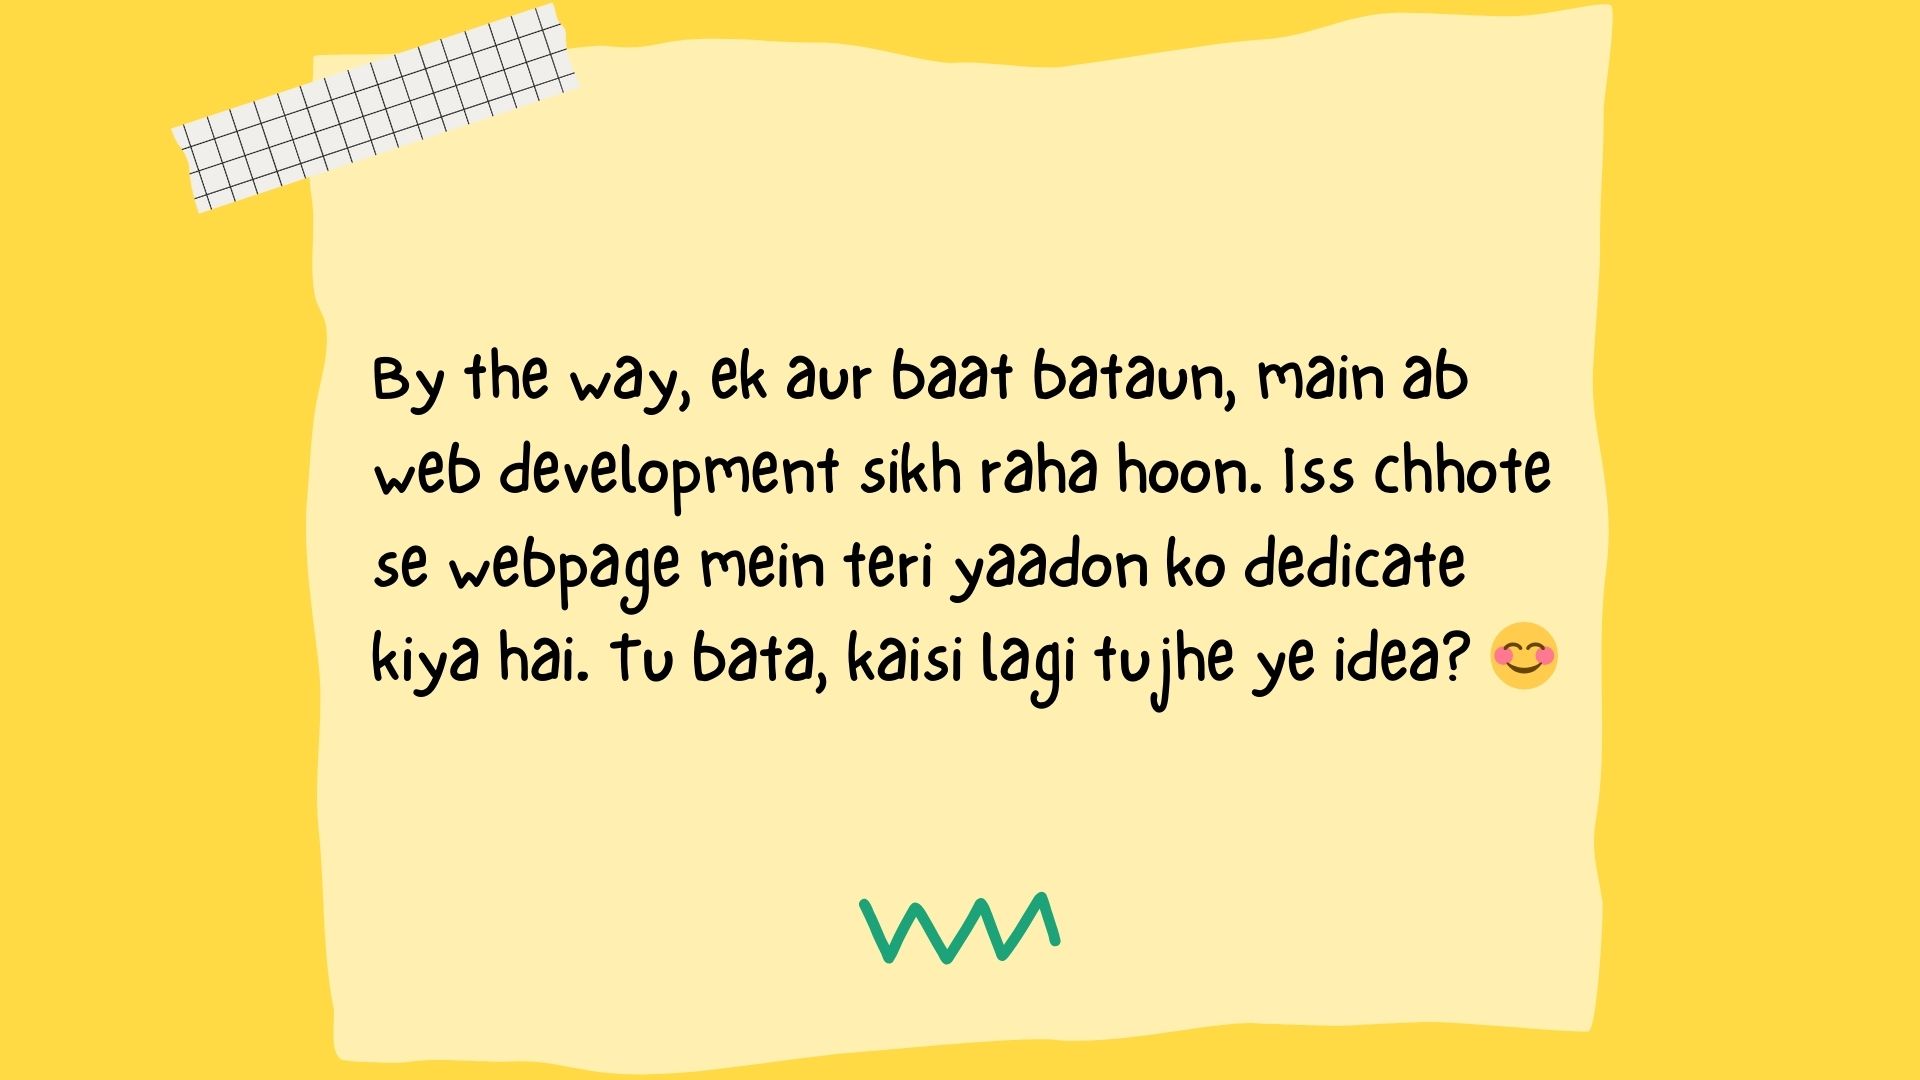 By the way, ek aur baat bataun, main ab
web development sikh raha hoon. Iss chhote
se webpage mein teri yaadon ko dedicate
kiya hai. Tu bata, kaisi lagi tujhe ye idea? 😊